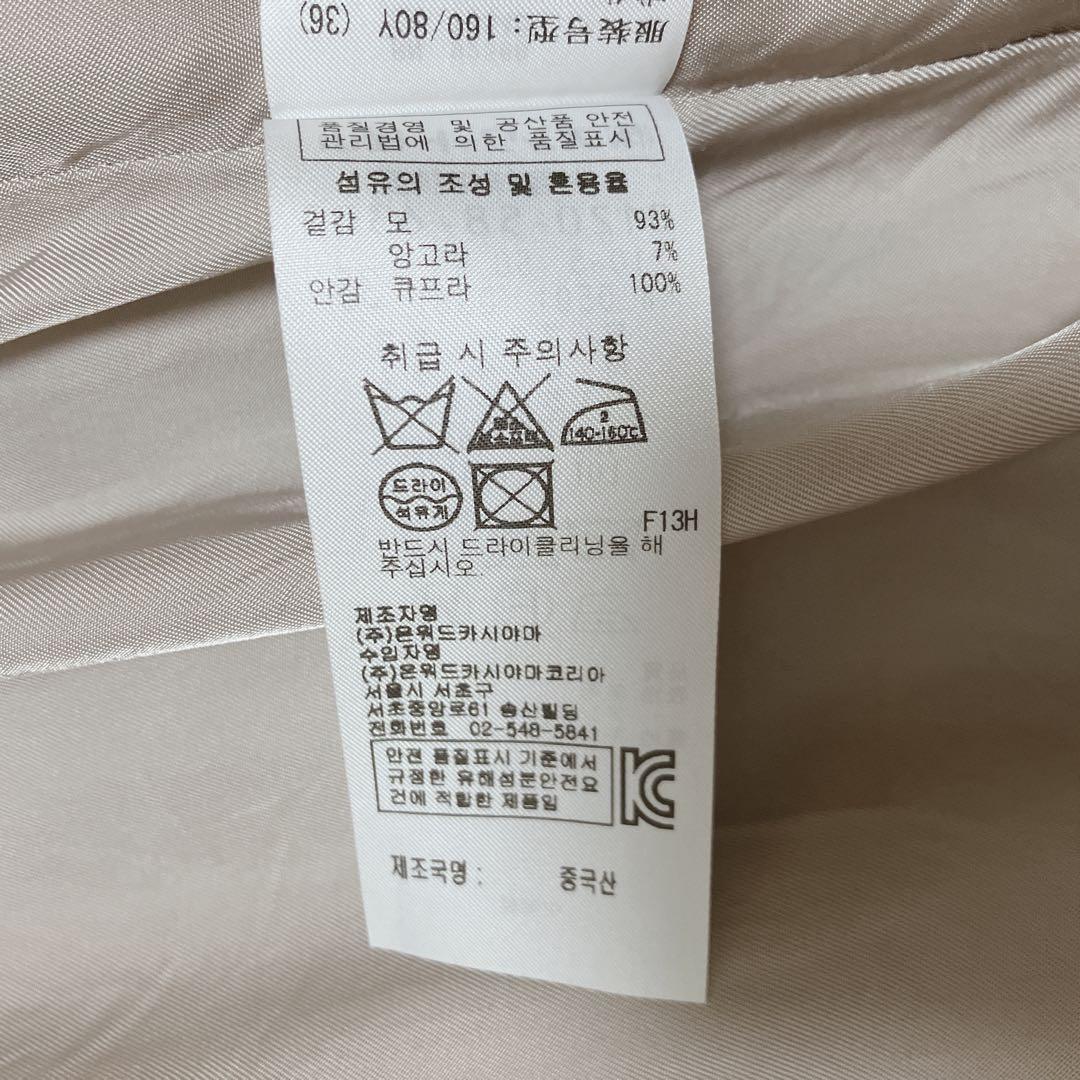 服装号型: 160/80Y (36)
품질경영 및 공산품 안전
관리법에 의한 품질표시
섬유의 조성 및 혼용율
겉감 모 93%
앙고라 7%
안감 큐프라 100%
취급 시 주의사항
염소표백
2
140-160℃
드라이
석유계
F13H
반드시 드라이클리닝을 해
주십시오.
제조자명
(주)온워드카시야마
수입자명
(주)온워드카시야마코리아
서울시 서초구
서초중앙로61 송산빌딩
전화번호 02-548-5841
안전 품질표시 기준에서
규정한 유해성분안전요
건에 적합한 제품임
제조국명 : 중국산